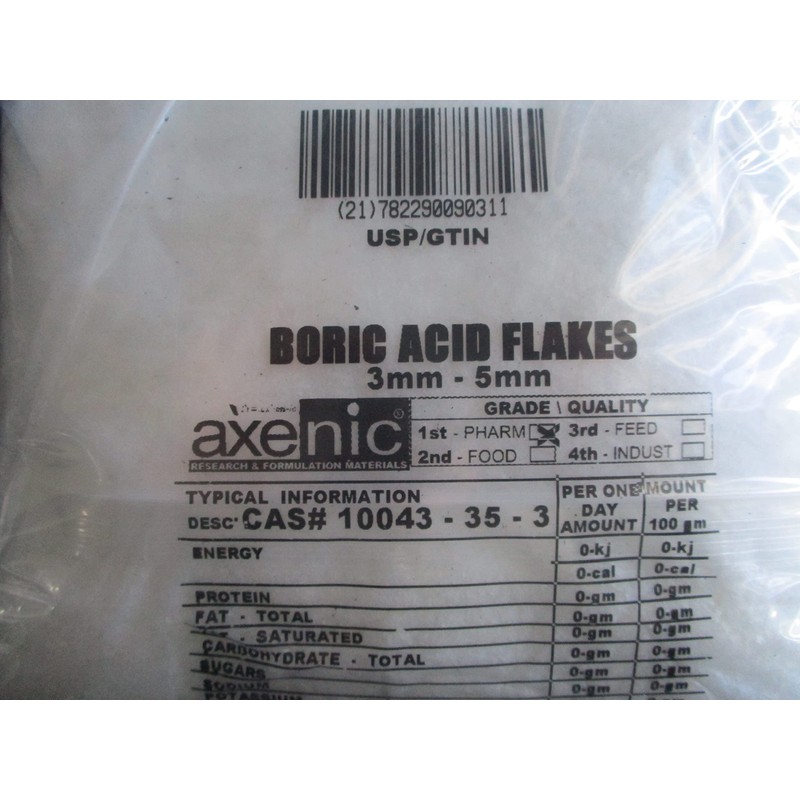 (21)782290090311
USP/GTIN
BORIC ACID FLAKES
3mm - 5mm
axenic®
RESEARCH & FORMULATION MATERIALS
GRADE \ QUALITY
1st - PHARM 3rd - FEED
2nd - FOOD 4th - INDUST
TYPICAL INFORMATION
DESC' CAS# 10043 - 35 - 3
PER ONE MOUNT
DAY AMOUNT PER 100 gm
ENERGY 0-kj 0-kj
0-cal 0-cal
PROTEIN 0-gm 0-gm
FAT - TOTAL 0-gm 0-gm
- SATURATED 0-gm 0-gm
CARBOHYDRATE - TOTAL 0-gm 0-gm
SUGARS 0-gm 0-gm
SODIUM 0-gm 0-gm
POTASSIUM